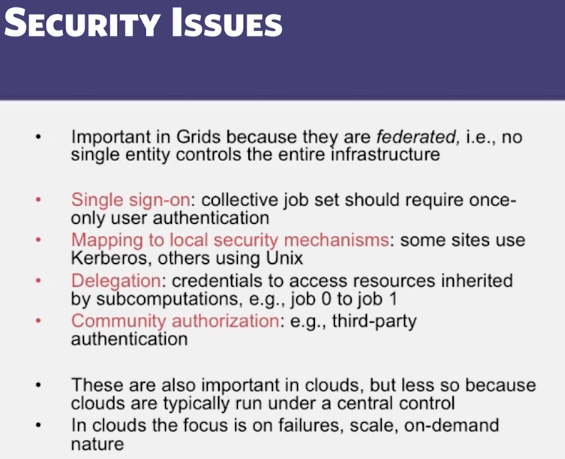 SECURITY ISSUES
• Important in Grids because they are federated, i.e., no
single entity controls the entire infrastructure
• Single sign-on: collective job set should require once-
only user authentication
• Mapping to local security mechanisms: some sites use
Kerberos, others using Unix
• Delegation: credentials to access resources inherited
by subcomputations, e.g., job 0 to job 1
• Community authorization: e.g., third-party
authentication
• These are also important in clouds, but less so because
clouds are typically run under a central control
• In clouds the focus is on failures, scale, on-demand
nature